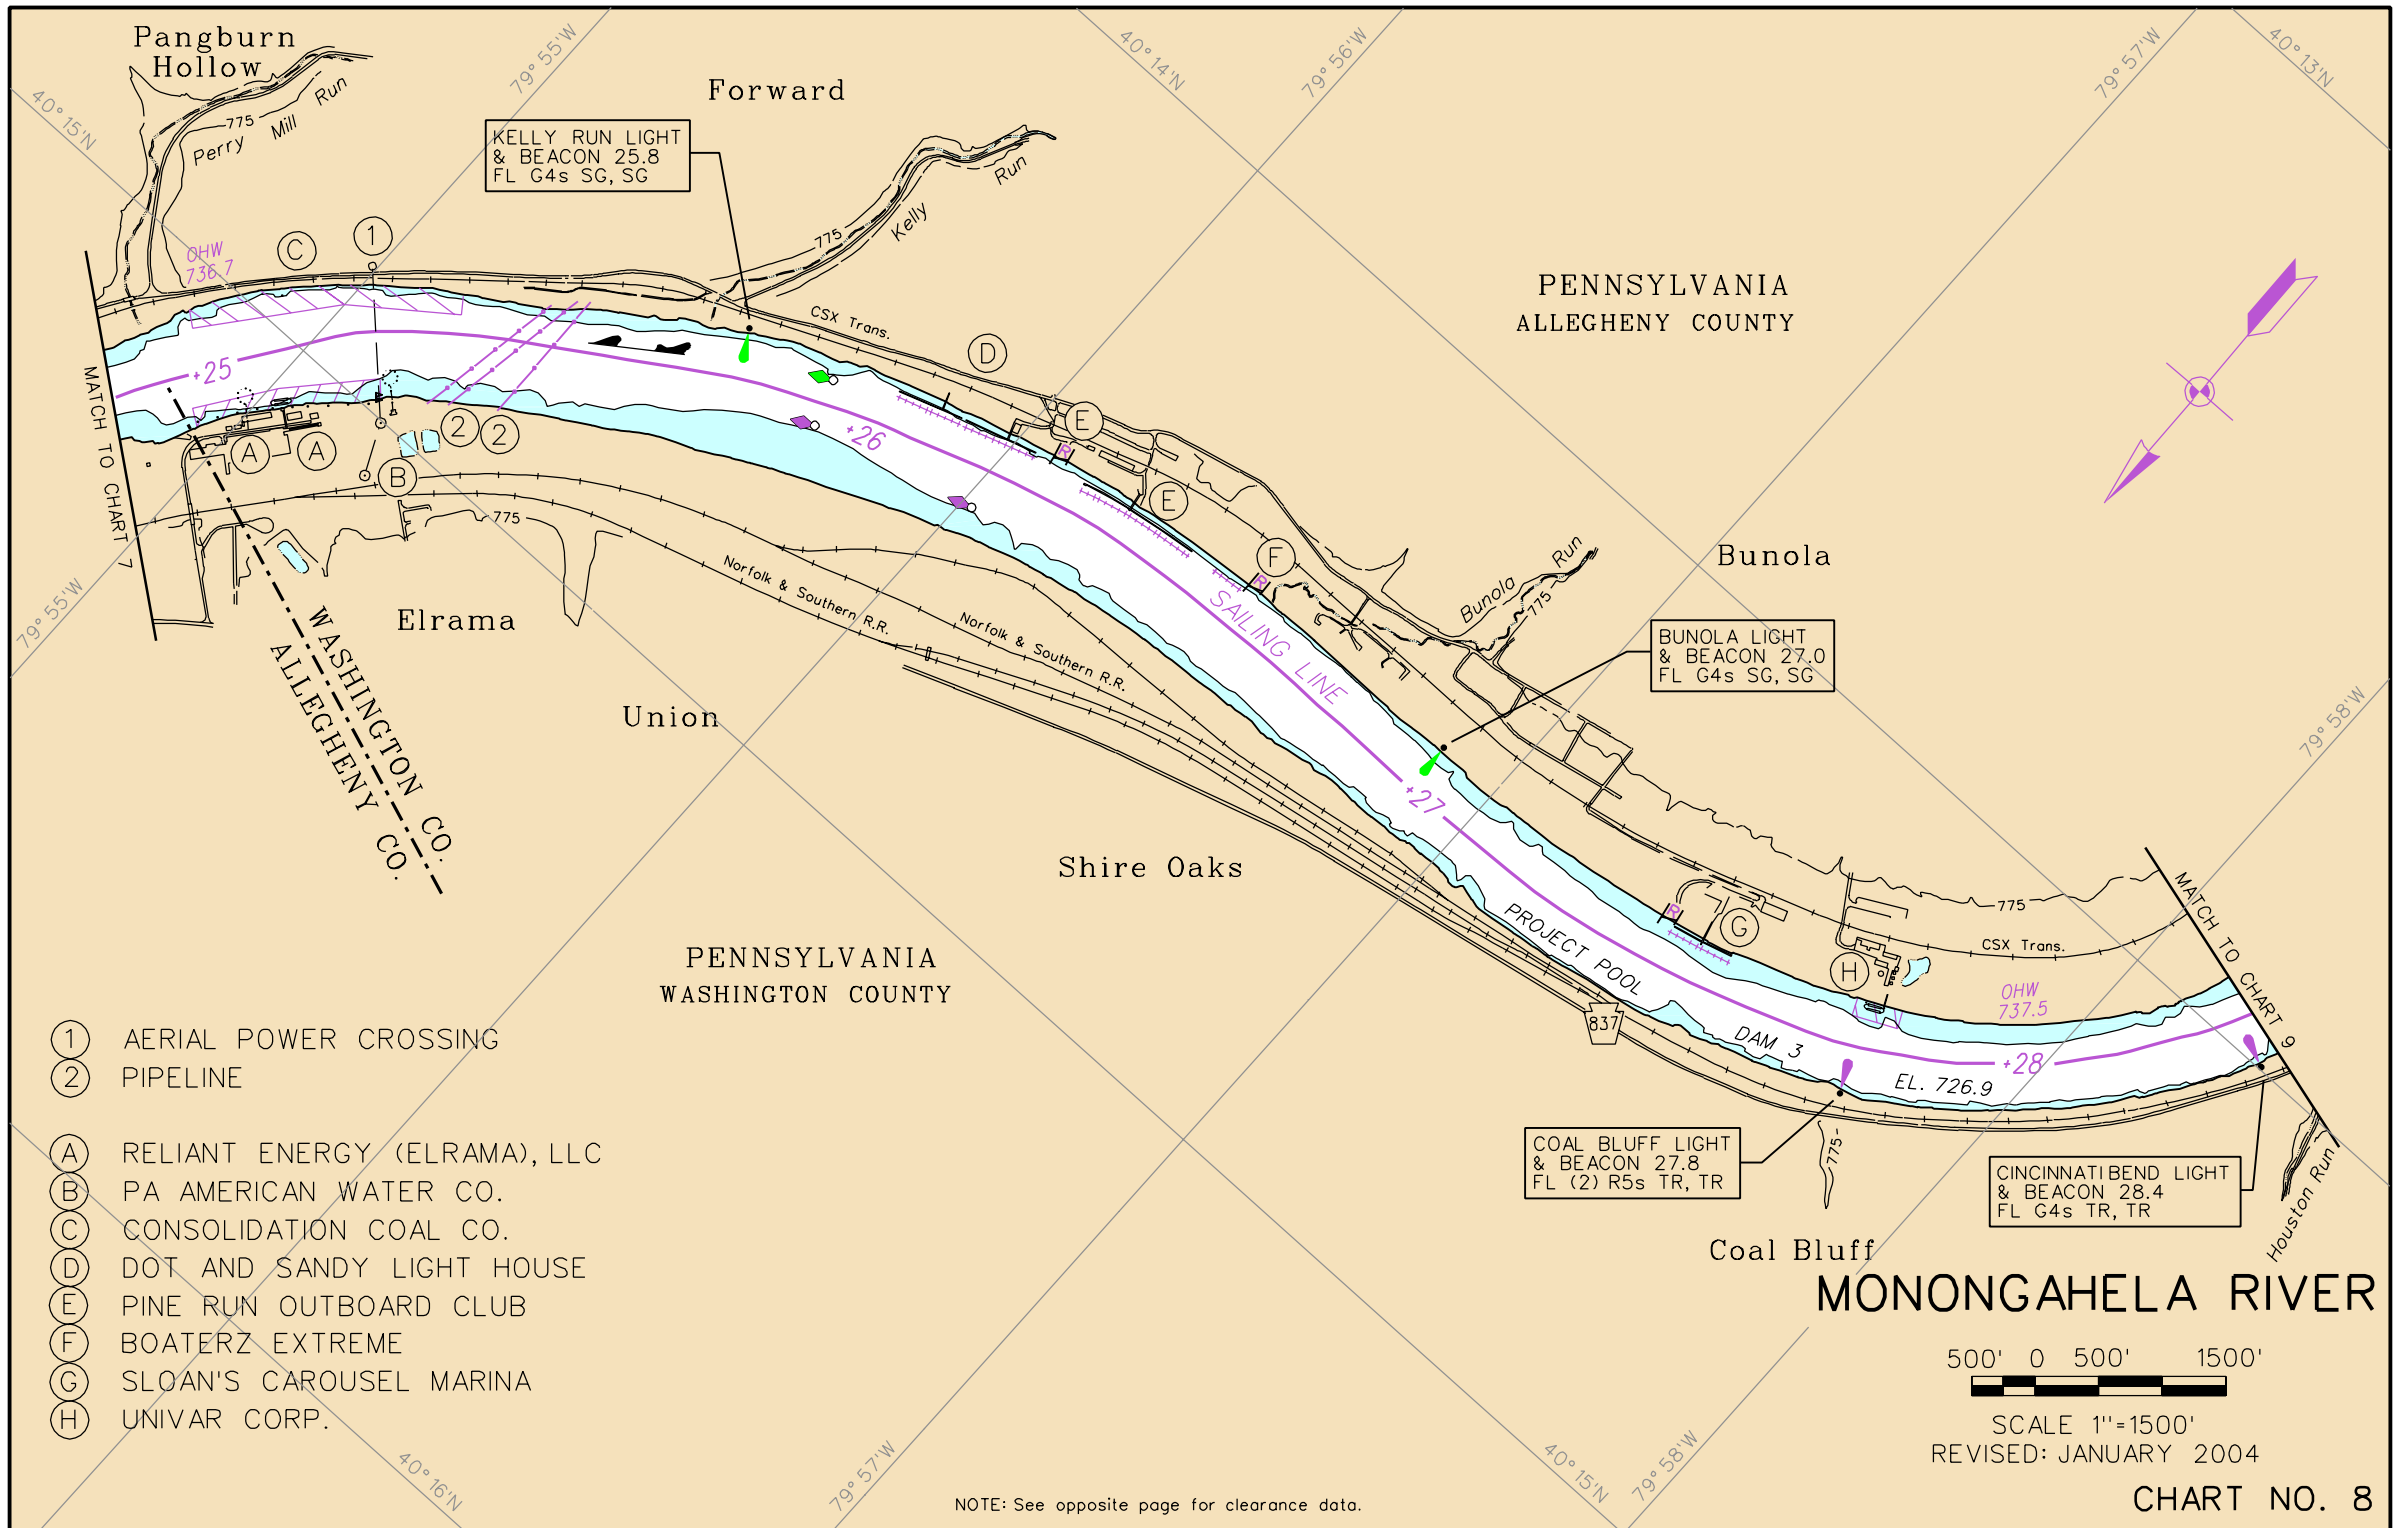 Pangburn
Hollow
40°15'N
775
Perry Mill Run
79°55'W
Forward
KELLY RUN LIGHT
& BEACON 25.8
FL G4s SG, SG
775
Kelly Run
40°14'N
79°56'W
79°57'W
40°13'N
PENNSYLVANIA
ALLEGHENY COUNTY
OHW
736.7
C
1
CSX Trans.
D
E
E
F
R
R
MATCH TO CHART 7
+25
+26
A
A
B
2
2
775
79°55'W
Elrama
WASHINGTON CO.
ALLEGHENY CO.
Union
Norfolk & Southern R.R.
Norfolk & Southern R.R.
SAILING LINE
Bunola Run
775
Bunola
BUNOLA LIGHT
& BEACON 27.0
FL G4s SG, SG
79°58'W
+27
Shire Oaks
PENNSYLVANIA
WASHINGTON COUNTY
R
G
H
775
CSX Trans.
OHW
737.5
MATCH TO CHART 9
PROJECT POOL
DAM 3
EL. 726.9
+28
837
775
COAL BLUFF LIGHT
& BEACON 27.8
FL (2) R5s TR, TR
CINCINNATI BEND LIGHT
& BEACON 28.4
FL G4s TR, TR
Houston Run
Coal Bluff
1 AERIAL POWER CROSSING
2 PIPELINE
A RELIANT ENERGY (ELRAMA), LLC
B PA AMERICAN WATER CO.
C CONSOLIDATION COAL CO.
D DOT AND SANDY LIGHT HOUSE
E PINE RUN OUTBOARD CLUB
F BOATERZ EXTREME
G SLOAN'S CAROUSEL MARINA
H UNIVAR CORP.
40°16'N
79°57'W
40°15'N
79°58'W
MONONGAHELA RIVER
500' 0 500' 1500'
SCALE 1"=1500'
REVISED: JANUARY 2004
CHART NO. 8
NOTE: See opposite page for clearance data.